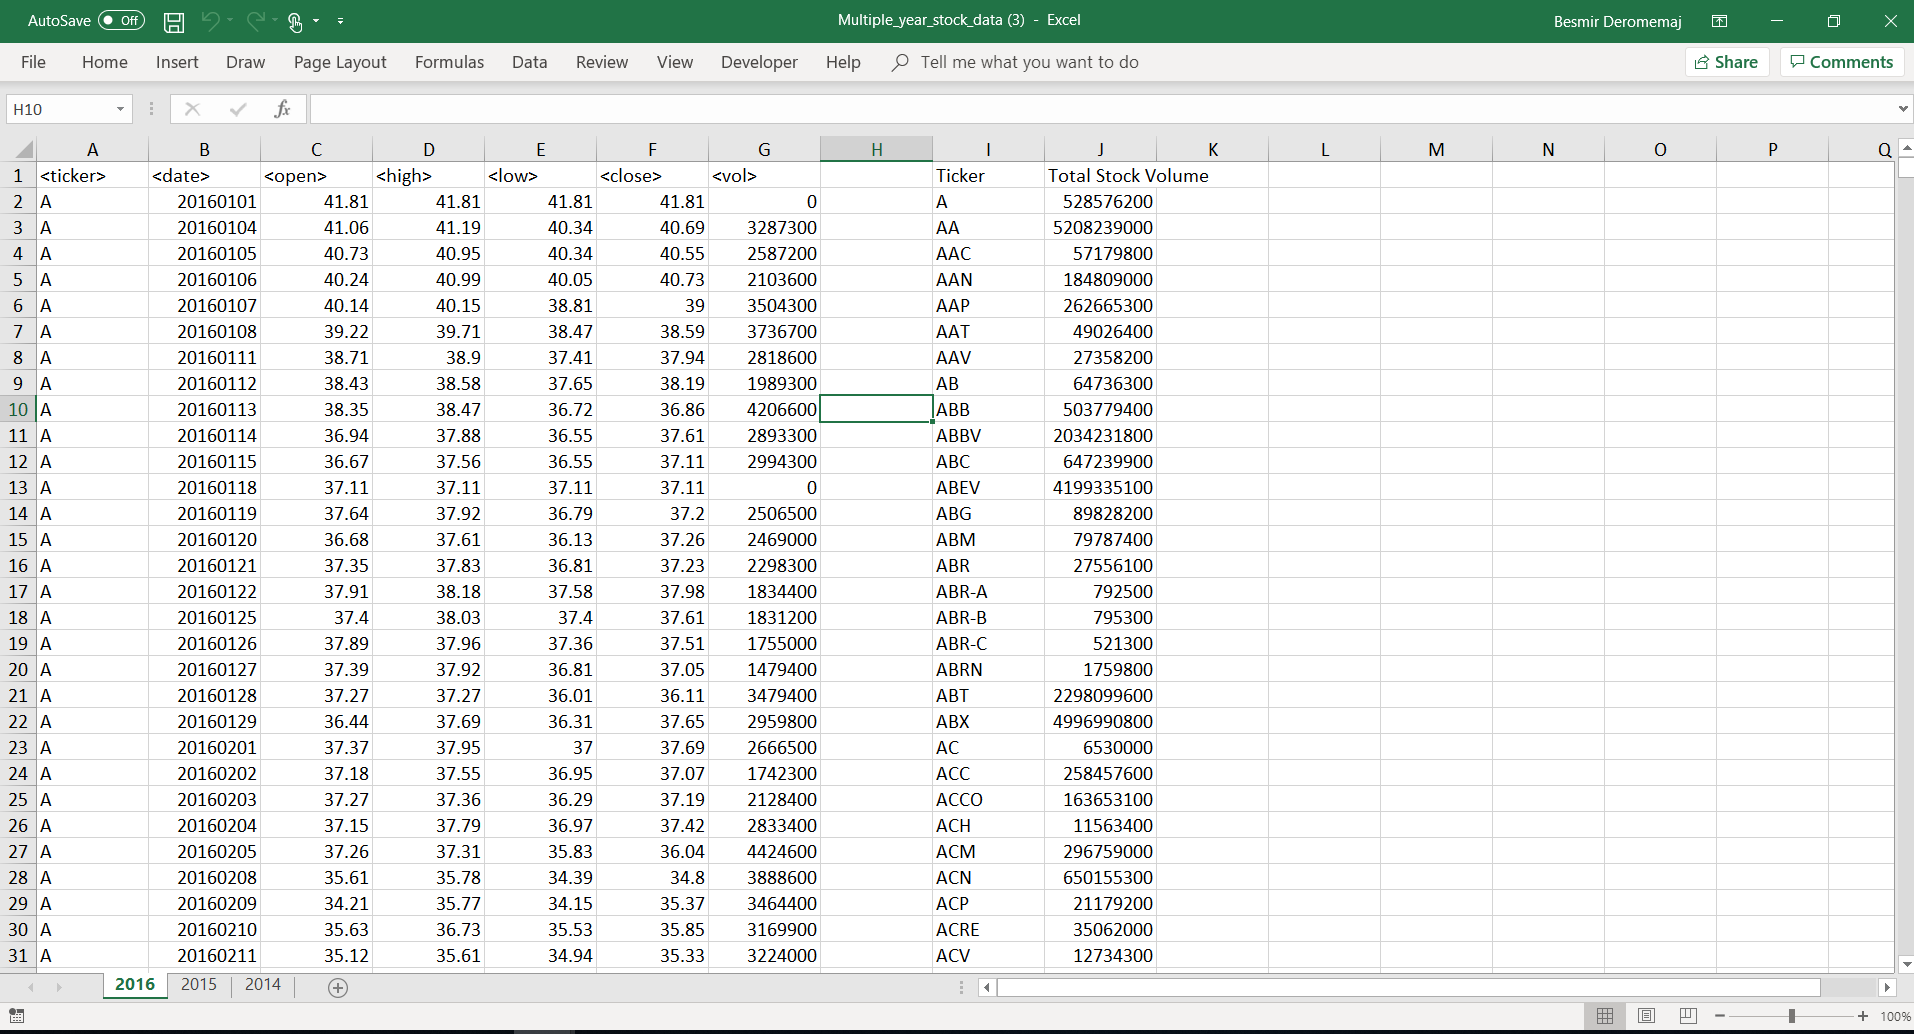 AutoSave Off Multiple_year_stock_data (3) - Excel Besmir Deromemaj
File Home Insert Draw Page Layout Formulas Data Review View Developer Help Tell me what you want to do Share Comments
H10 fx
A B C D E F G H I J K L M N O P Q
1 <ticker> <date> <open> <high> <low> <close> <vol> Ticker Total Stock Volume
2 A 20160101 41.81 41.81 41.81 41.81 0 A 528576200
3 A 20160104 41.06 41.19 40.34 40.69 3287300 AA 5208239000
4 A 20160105 40.73 40.95 40.34 40.55 2587200 AAC 57179800
5 A 20160106 40.24 40.99 40.05 40.73 2103600 AAN 184809000
6 A 20160107 40.14 40.15 38.81 39 3504300 AAP 262665300
7 A 20160108 39.22 39.71 38.47 38.59 3736700 AAT 49026400
8 A 20160111 38.71 38.9 37.41 37.94 2818600 AAV 27358200
9 A 20160112 38.43 38.58 37.65 38.19 1989300 AB 64736300
10 A 20160113 38.35 38.47 36.72 36.86 4206600 ABB 503779400
11 A 20160114 36.94 37.88 36.55 37.61 2893300 ABBV 2034231800
12 A 20160115 36.67 37.56 36.55 37.11 2994300 ABC 647239900
13 A 20160118 37.11 37.11 37.11 37.11 0 ABEV 4199335100
14 A 20160119 37.64 37.92 36.79 37.2 2506500 ABG 89828200
15 A 20160120 36.68 37.61 36.13 37.26 2469000 ABM 79787400
16 A 20160121 37.35 37.83 36.81 37.23 2298300 ABR 27556100
17 A 20160122 37.91 38.18 37.58 37.98 1834400 ABR-A 792500
18 A 20160125 37.4 38.03 37.4 37.61 1831200 ABR-B 795300
19 A 20160126 37.89 37.96 37.36 37.51 1755000 ABR-C 521300
20 A 20160127 37.39 37.92 36.81 37.05 1479400 ABRN 1759800
21 A 20160128 37.27 37.27 36.01 36.11 3479400 ABT 2298099600
22 A 20160129 36.44 37.69 36.31 37.65 2959800 ABX 4996990800
23 A 20160201 37.37 37.95 37 37.69 2666500 AC 6530000
24 A 20160202 37.18 37.55 36.95 37.07 1742300 ACC 258457600
25 A 20160203 37.27 37.36 36.29 37.19 2128400 ACCO 163653100
26 A 20160204 37.15 37.79 36.97 37.42 2833400 ACH 11563400
27 A 20160205 37.26 37.31 35.83 36.04 4424600 ACM 296759000
28 A 20160208 35.61 35.78 34.39 34.8 3888600 ACN 650155300
29 A 20160209 34.21 35.77 34.15 35.37 3464400 ACP 21179200
30 A 20160210 35.63 36.73 35.53 35.85 3169900 ACRE 35062000
31 A 20160211 35.12 35.61 34.94 35.33 3224000 ACV 12734300
2016 2015 2014
100%